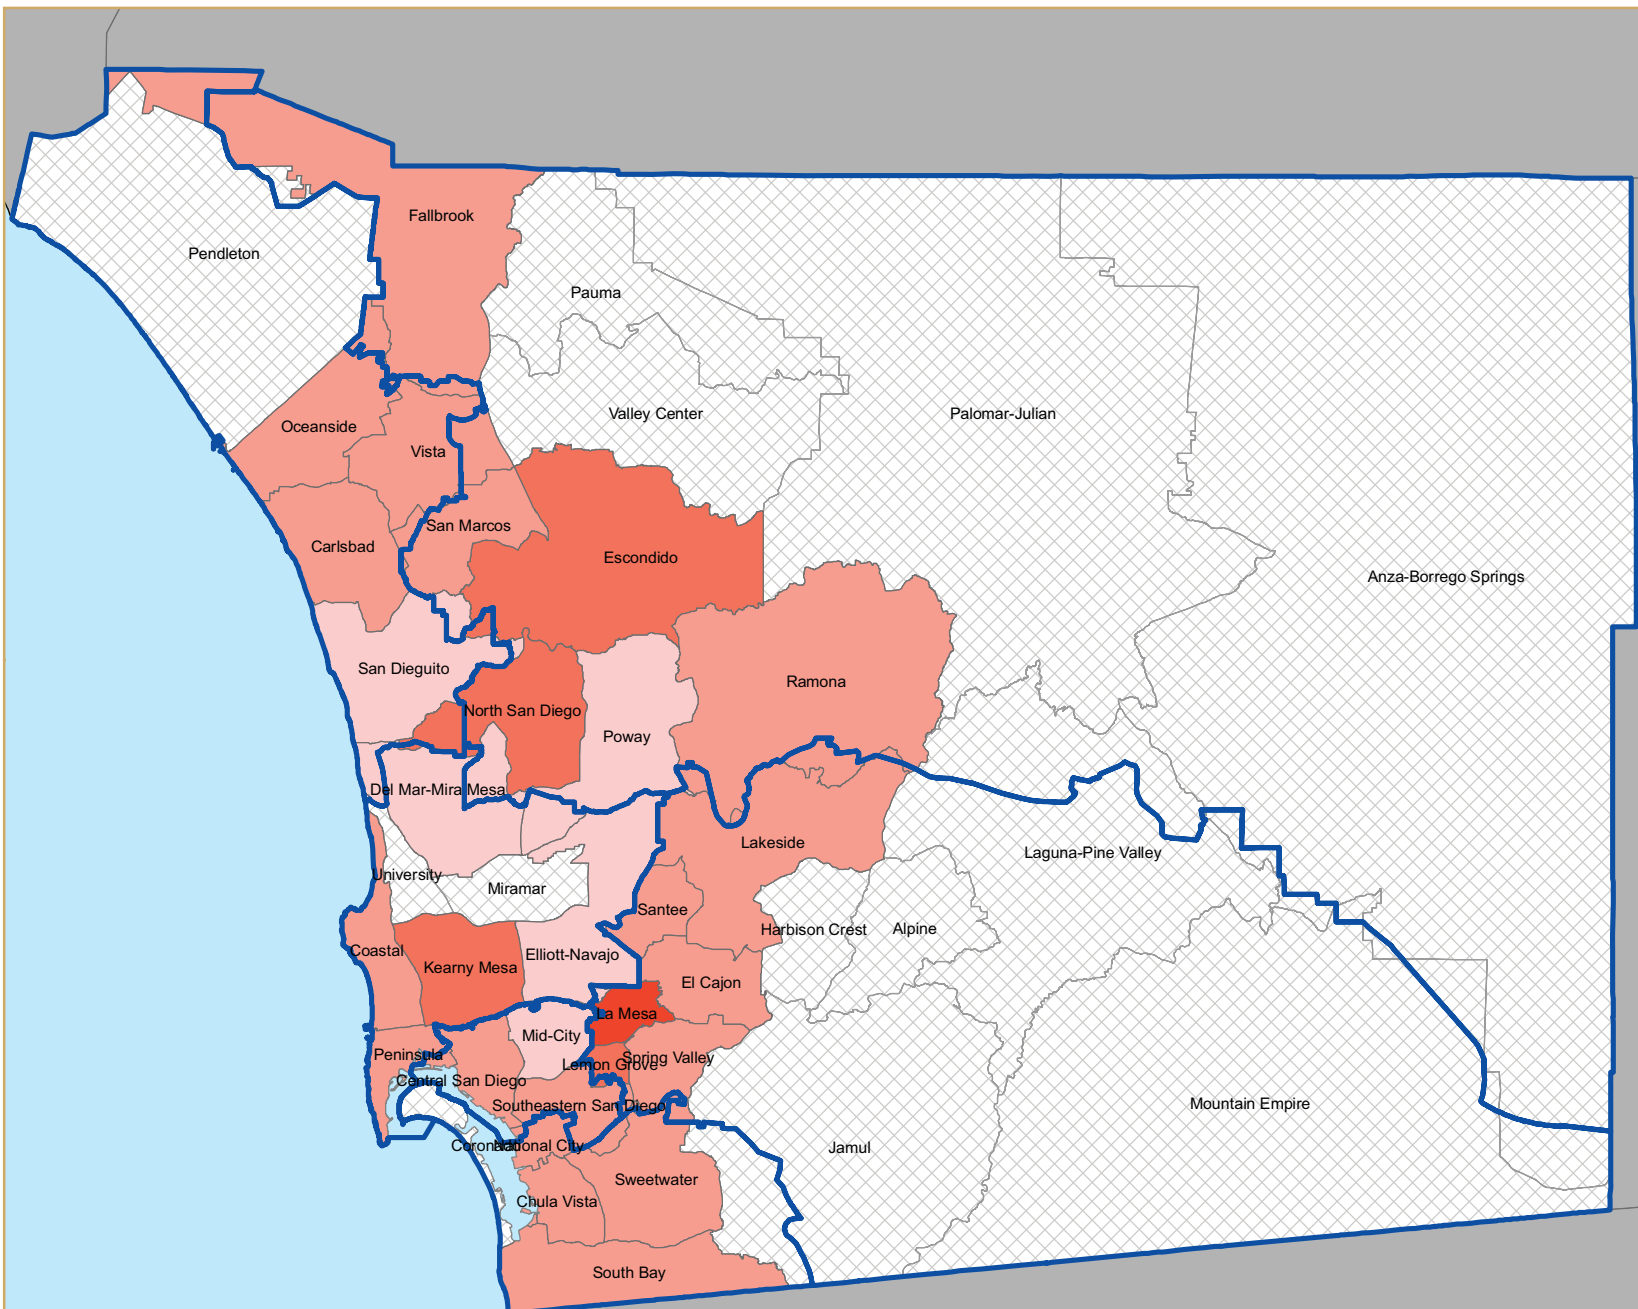 Fallbrook
Pendleton
Pauma
Valley Center
Palomar-Julian
Oceanside
Vista
San Marcos
Carlsbad
Escondido
Anza-Borrego Springs
San Dieguito
Ramona
North San Diego
Poway
Del Mar-Mira Mesa
Lakeside
Laguna-Pine Valley
University
Miramar
Santee
Harbison Crest
Alpine
Coastal
Elliott-Navajo
Kearny Mesa
El Cajon
La Mesa
Mid-City
Peninsula
Lemon Grove
Spring Valley
Central San Diego
Southeastern San Diego
Mountain Empire
Coronado
National City
Jamul
Sweetwater
Chula Vista
South Bay